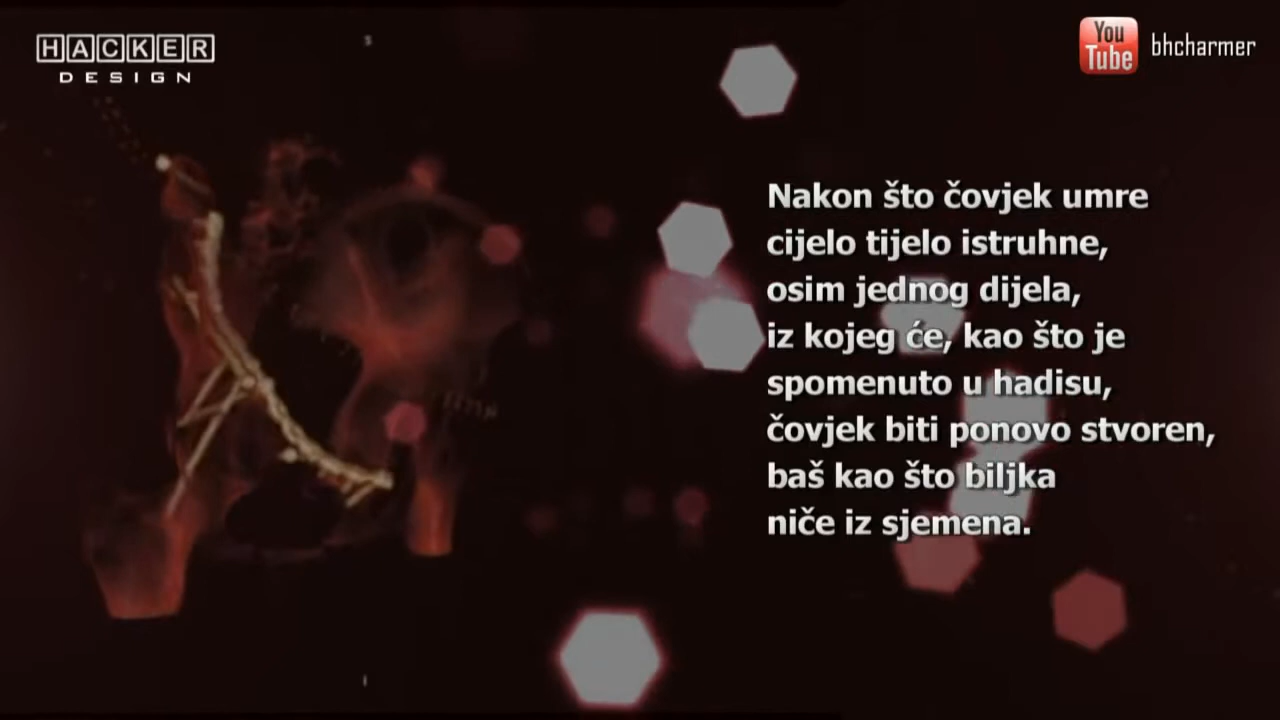 HACKER
DESIGN
You
Tube
bhcharmer
Nakon što čovjek umre
cijelo tijelo istruhne,
osim jednog dijela,
iz kojeg će, kao što je
spomenuto u hadisu,
čovjek biti ponovo stvoren,
baš kao što biljka
niče iz sjemena.